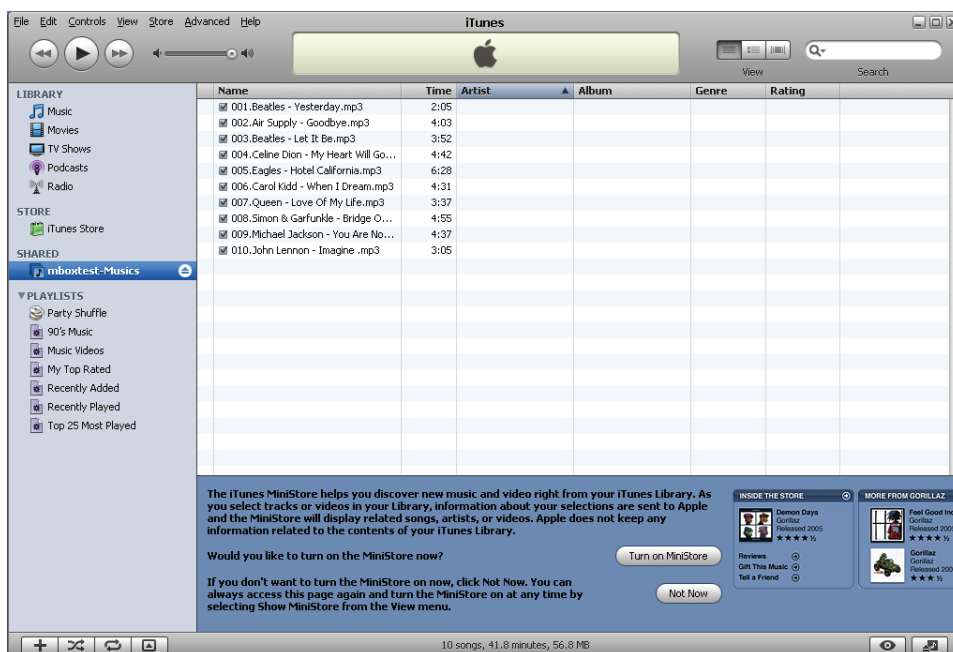 File Edit Controls View Store Advanced Help
iTunes
View
Search
LIBRARY
Music
Movies
TV Shows
Podcasts
Radio
STORE
iTunes Store
SHARED
mboxtest-Musics
PLAYLISTS
Party Shuffle
90's Music
Music Videos
My Top Rated
Recently Added
Recently Played
Top 25 Most Played
Name Time Artist Album Genre Rating
001.Beatles - Yesterday.mp3 2:05
002.Air Supply - Goodbye.mp3 4:03
003.Beatles - Let It Be.mp3 3:52
004.Celine Dion - My Heart Will Go... 4:42
005.Eagles - Hotel California.mp3 6:28
006.Carol Kidd - When I Dream.mp3 4:31
007.Queen - Love Of My Life.mp3 3:37
008.Simon & Garfunkle - Bridge O... 4:55
009.Michael Jackson - You Are No... 4:37
010.John Lennon - Imagine .mp3 3:05
The iTunes MiniStore helps you discover new music and video right from your iTunes Library. As
you select tracks or videos in your Library, information about your selections are sent to Apple
and the MiniStore will display related songs, artists, or videos. Apple does not keep any
information related to the contents of your iTunes Library.
Would you like to turn on the MiniStore now?
Turn on MiniStore
If you don't want to turn the MiniStore on now, click Not Now. You can
always access this page again and turn the MiniStore on at any time by
selecting Show MiniStore from the View menu.
Not Now
INSIDE THE STORE
Demon Days
Gorillaz
Released 2005
Reviews
Gift This Music
Tell a Friend
MORE FROM GORILLAZ
Feel Good Inc
Gorillaz
Released 2005
Gorillaz
Gorillaz
Released 200
10 songs, 41.8 minutes, 56.8 MB